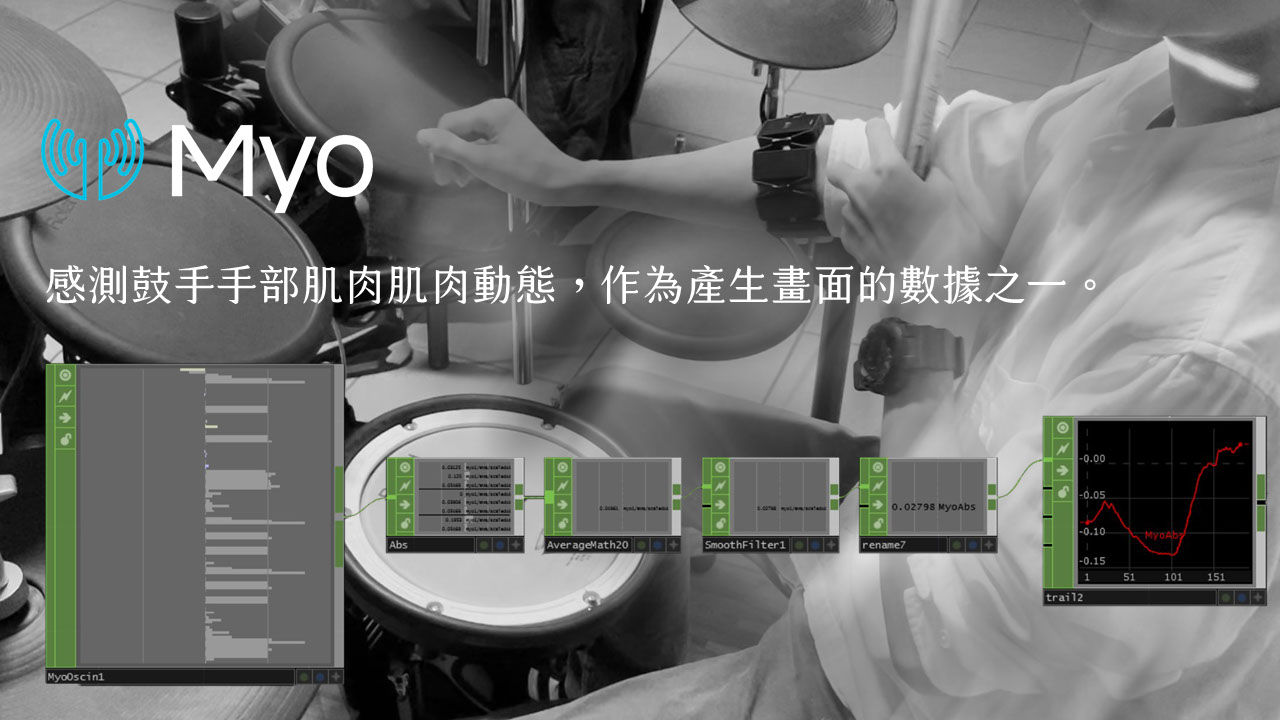 Myo
感測鼓手手部肌肉肌肉動態，作為產生畫面的數據之一。
MyoOscin1
Abs
AverageMath20
SmoothFilter1
0.02798 MyoAbs
rename7
-0.00
-0.05
-0.10
-0.15
MyoAbs
1 51 101 151
trail2